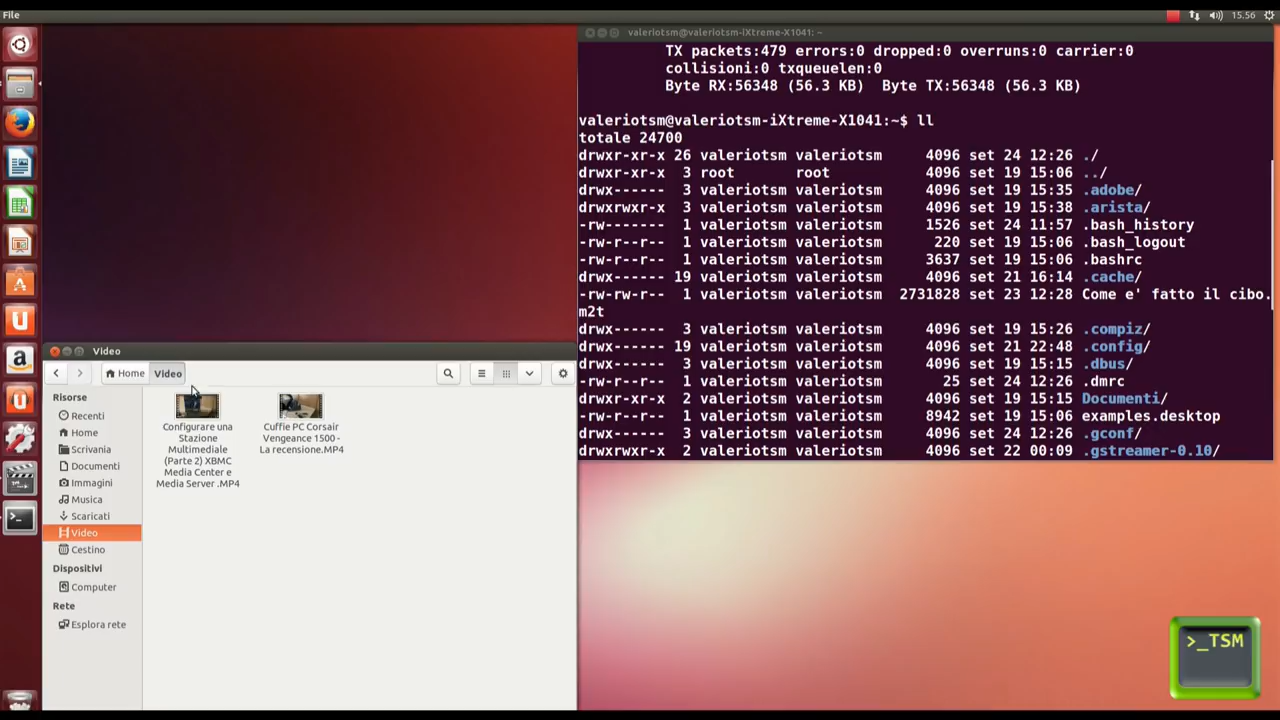 File
15.56
valeriotsm@valeriotsm-iXtreme-X1041: ~
TX packets:479 errors:0 dropped:0 overruns:0 carrier:0
collisioni:0 txqueuelen:0
Byte RX:56348 (56.3 KB)  Byte TX:56348 (56.3 KB)
valeriotsm@valeriotsm-iXtreme-X1041:~$ ll
totale 24700
drwxr-xr-x 26 valeriotsm valeriotsm    4096 set 24 12:26 ./
drwxr-xr-x  3 root       root          4096 set 19 15:06 ../
drwx------  3 valeriotsm valeriotsm    4096 set 19 15:35 .adobe/
drwxrwxr-x  3 valeriotsm valeriotsm    4096 set 19 15:38 .arista/
-rw-------  1 valeriotsm valeriotsm    1526 set 24 11:57 .bash_history
-rw-r--r--  1 valeriotsm valeriotsm     220 set 19 15:06 .bash_logout
-rw-r--r--  1 valeriotsm valeriotsm    3637 set 19 15:06 .bashrc
drwx------ 19 valeriotsm valeriotsm    4096 set 21 16:14 .cache/
-rw-rw-r--  1 valeriotsm valeriotsm 2731828 set 23 12:28 Come e' fatto il cibo.
m2t
drwx------  3 valeriotsm valeriotsm    4096 set 19 15:26 .compiz/
drwx------ 19 valeriotsm valeriotsm    4096 set 21 22:48 .config/
drwx------  3 valeriotsm valeriotsm    4096 set 19 15:15 .dbus/
-rw-r--r--  1 valeriotsm valeriotsm      25 set 24 12:26 .dmrc
drwxr-xr-x  2 valeriotsm valeriotsm    4096 set 19 15:15 Documenti/
-rw-r--r--  1 valeriotsm valeriotsm    8942 set 19 15:06 examples.desktop
drwx------  3 valeriotsm valeriotsm    4096 set 24 12:26 .gconf/
drwxrwxr-x  2 valeriotsm valeriotsm    4096 set 22 00:09 .gstreamer-0.10/
Video
Home
Video
Risorse
Recenti
Home
Scrivania
Documenti
Immagini
Musica
Scaricati
Video
Cestino
Dispositivi
Computer
Rete
Esplora rete
Configurare una
Stazione
Multimediale
(Parte 2) XBMC
Media Center e
Media Server .MP4
Cuffie PC Corsair
Vengeance 1500 -
La recensione.MP4
>_TSM